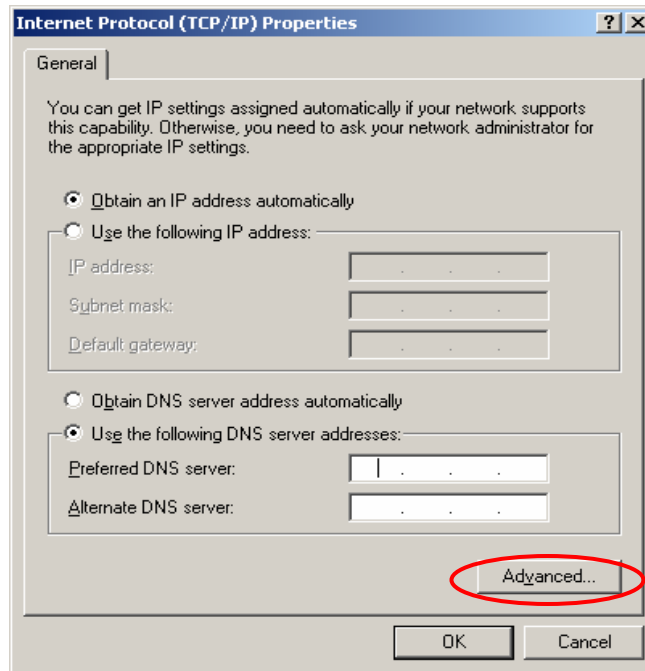 Internet Protocol (TCP/IP) Properties
General
You can get IP settings assigned automatically if your network supports
this capability. Otherwise, you need to ask your network administrator for
the appropriate IP settings.
Obtain an IP address automatically
Use the following IP address:
IP address:
Subnet mask:
Default gateway:
Obtain DNS server address automatically
Use the following DNS server addresses:
Preferred DNS server:
Alternate DNS server:
Advanced...
OK Cancel